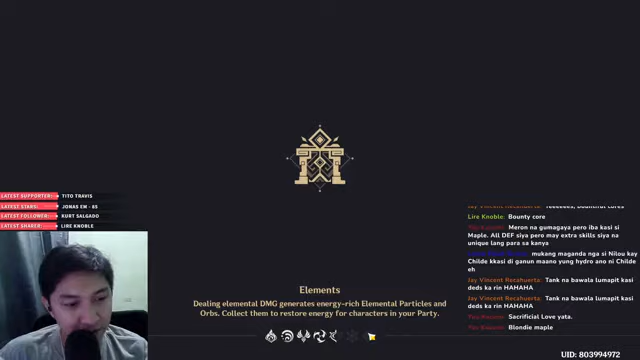 LATEST SUPPORTER: TITO TRAVIS
LATEST STARS: JONAS EM - 65
LATEST FOLLOWER: KURT SALGADO
LATEST SHARER: LIRE KNOBLE
Elements
Dealing elemental DMG generates energy-rich Elemental Particles and
Orbs. Collect them to restore energy for characters in your Party.
Lire Knoble: Bounty core
Meron na gumagaya pero iba kasi si
Maple. All DEF siya pero may extra skills siya na
unique lang para sa kanya
mukang maganda nga si Nilou kay
Childe kkasi di ganun maano yung hydro ano ni Childe
eh
Jay Vincent Recahuerta: Tank na bawala lumapit kasi
deds ka rin HAHAHA
Jay Vincent Recahuerta: Tank na bawala lumapit kasi
deds ka rin HAHAHA
Sacrificial Love yata.
Blondie maple
UID: 803994972